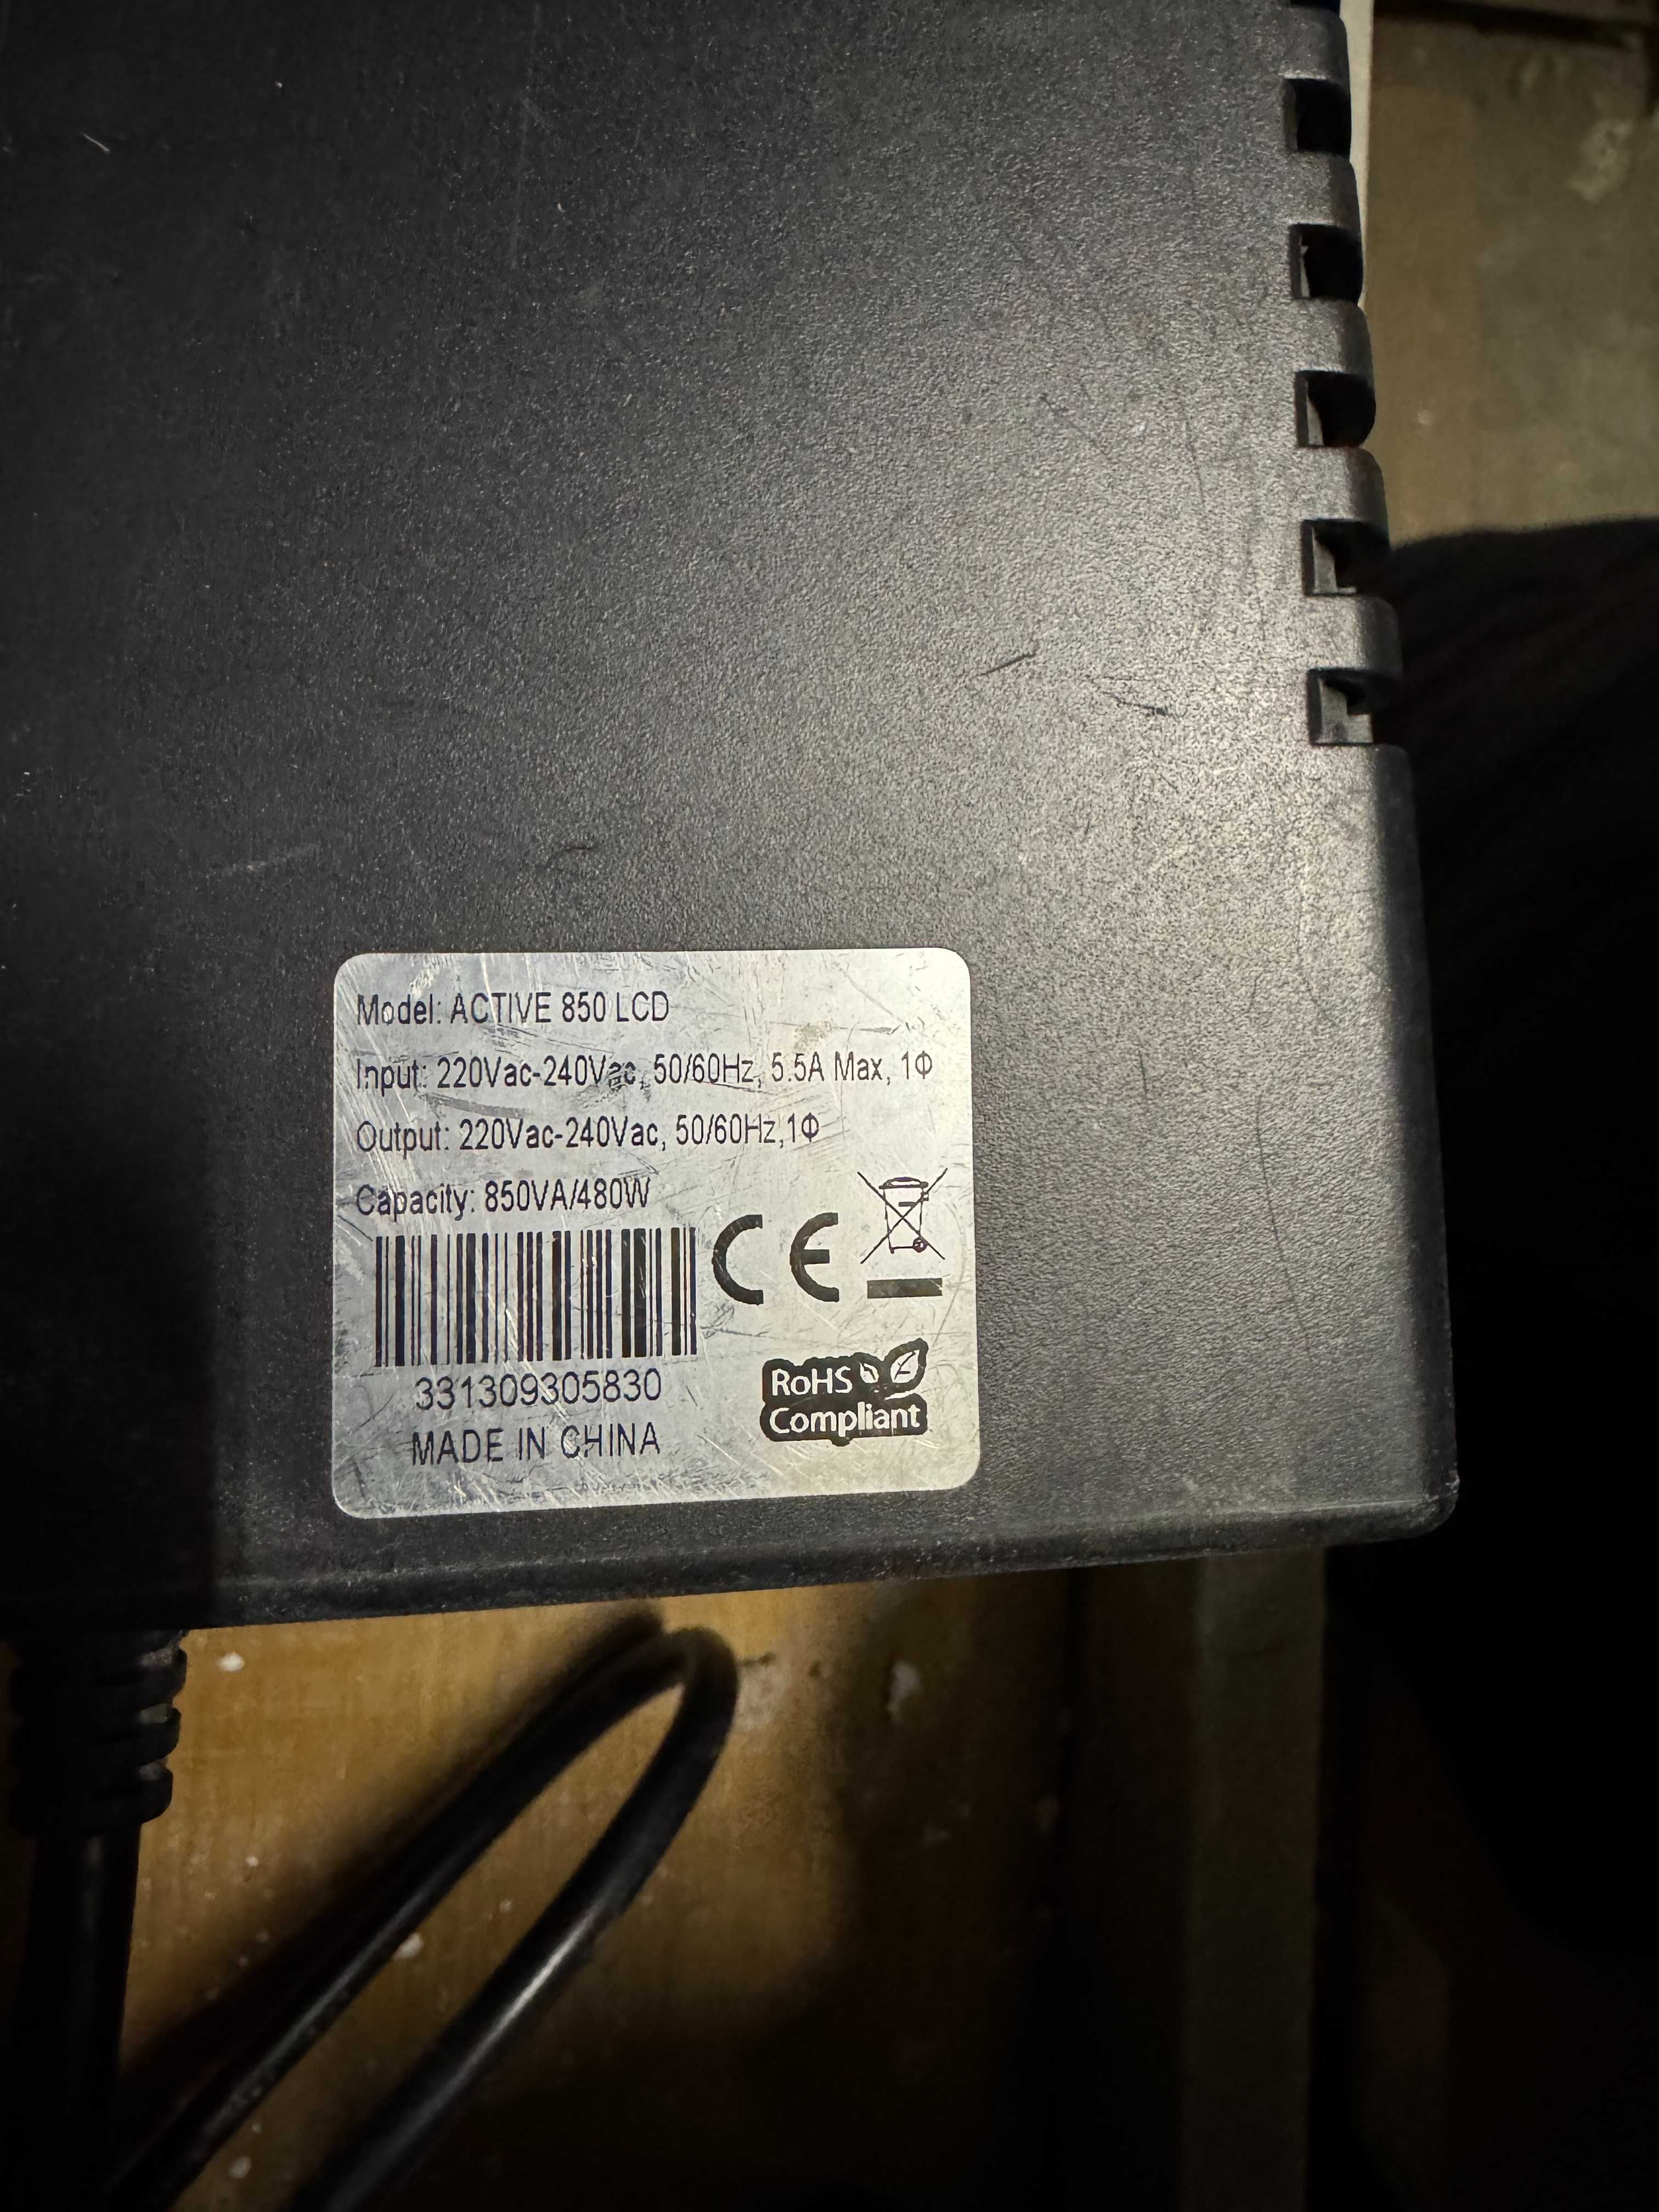 Model: ACTIVE 850 LCD
Input: 220Vac-240Vac, 50/60Hz, 5.5A Max, 1Φ
Output: 220Vac-240Vac, 50/60Hz,1Φ
Capacity: 850VA/480W
CE
331309305830
MADE IN CHINA
RoHS
Compliant